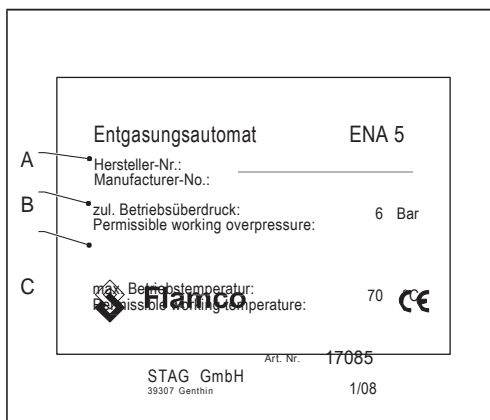 Entgasungsautomat ENA 5
A
Hersteller-Nr.:
Manufacturer-No.:
B
zul. Betriebsüberdruck:
Permissible working overpressure: 6 Bar
C
max. Betriebstemperatur:
Permissible working temperature: 70 °C
Flamco
CE
Art. Nr. 17085
STAG GmbH
39307 Genthin 1/08